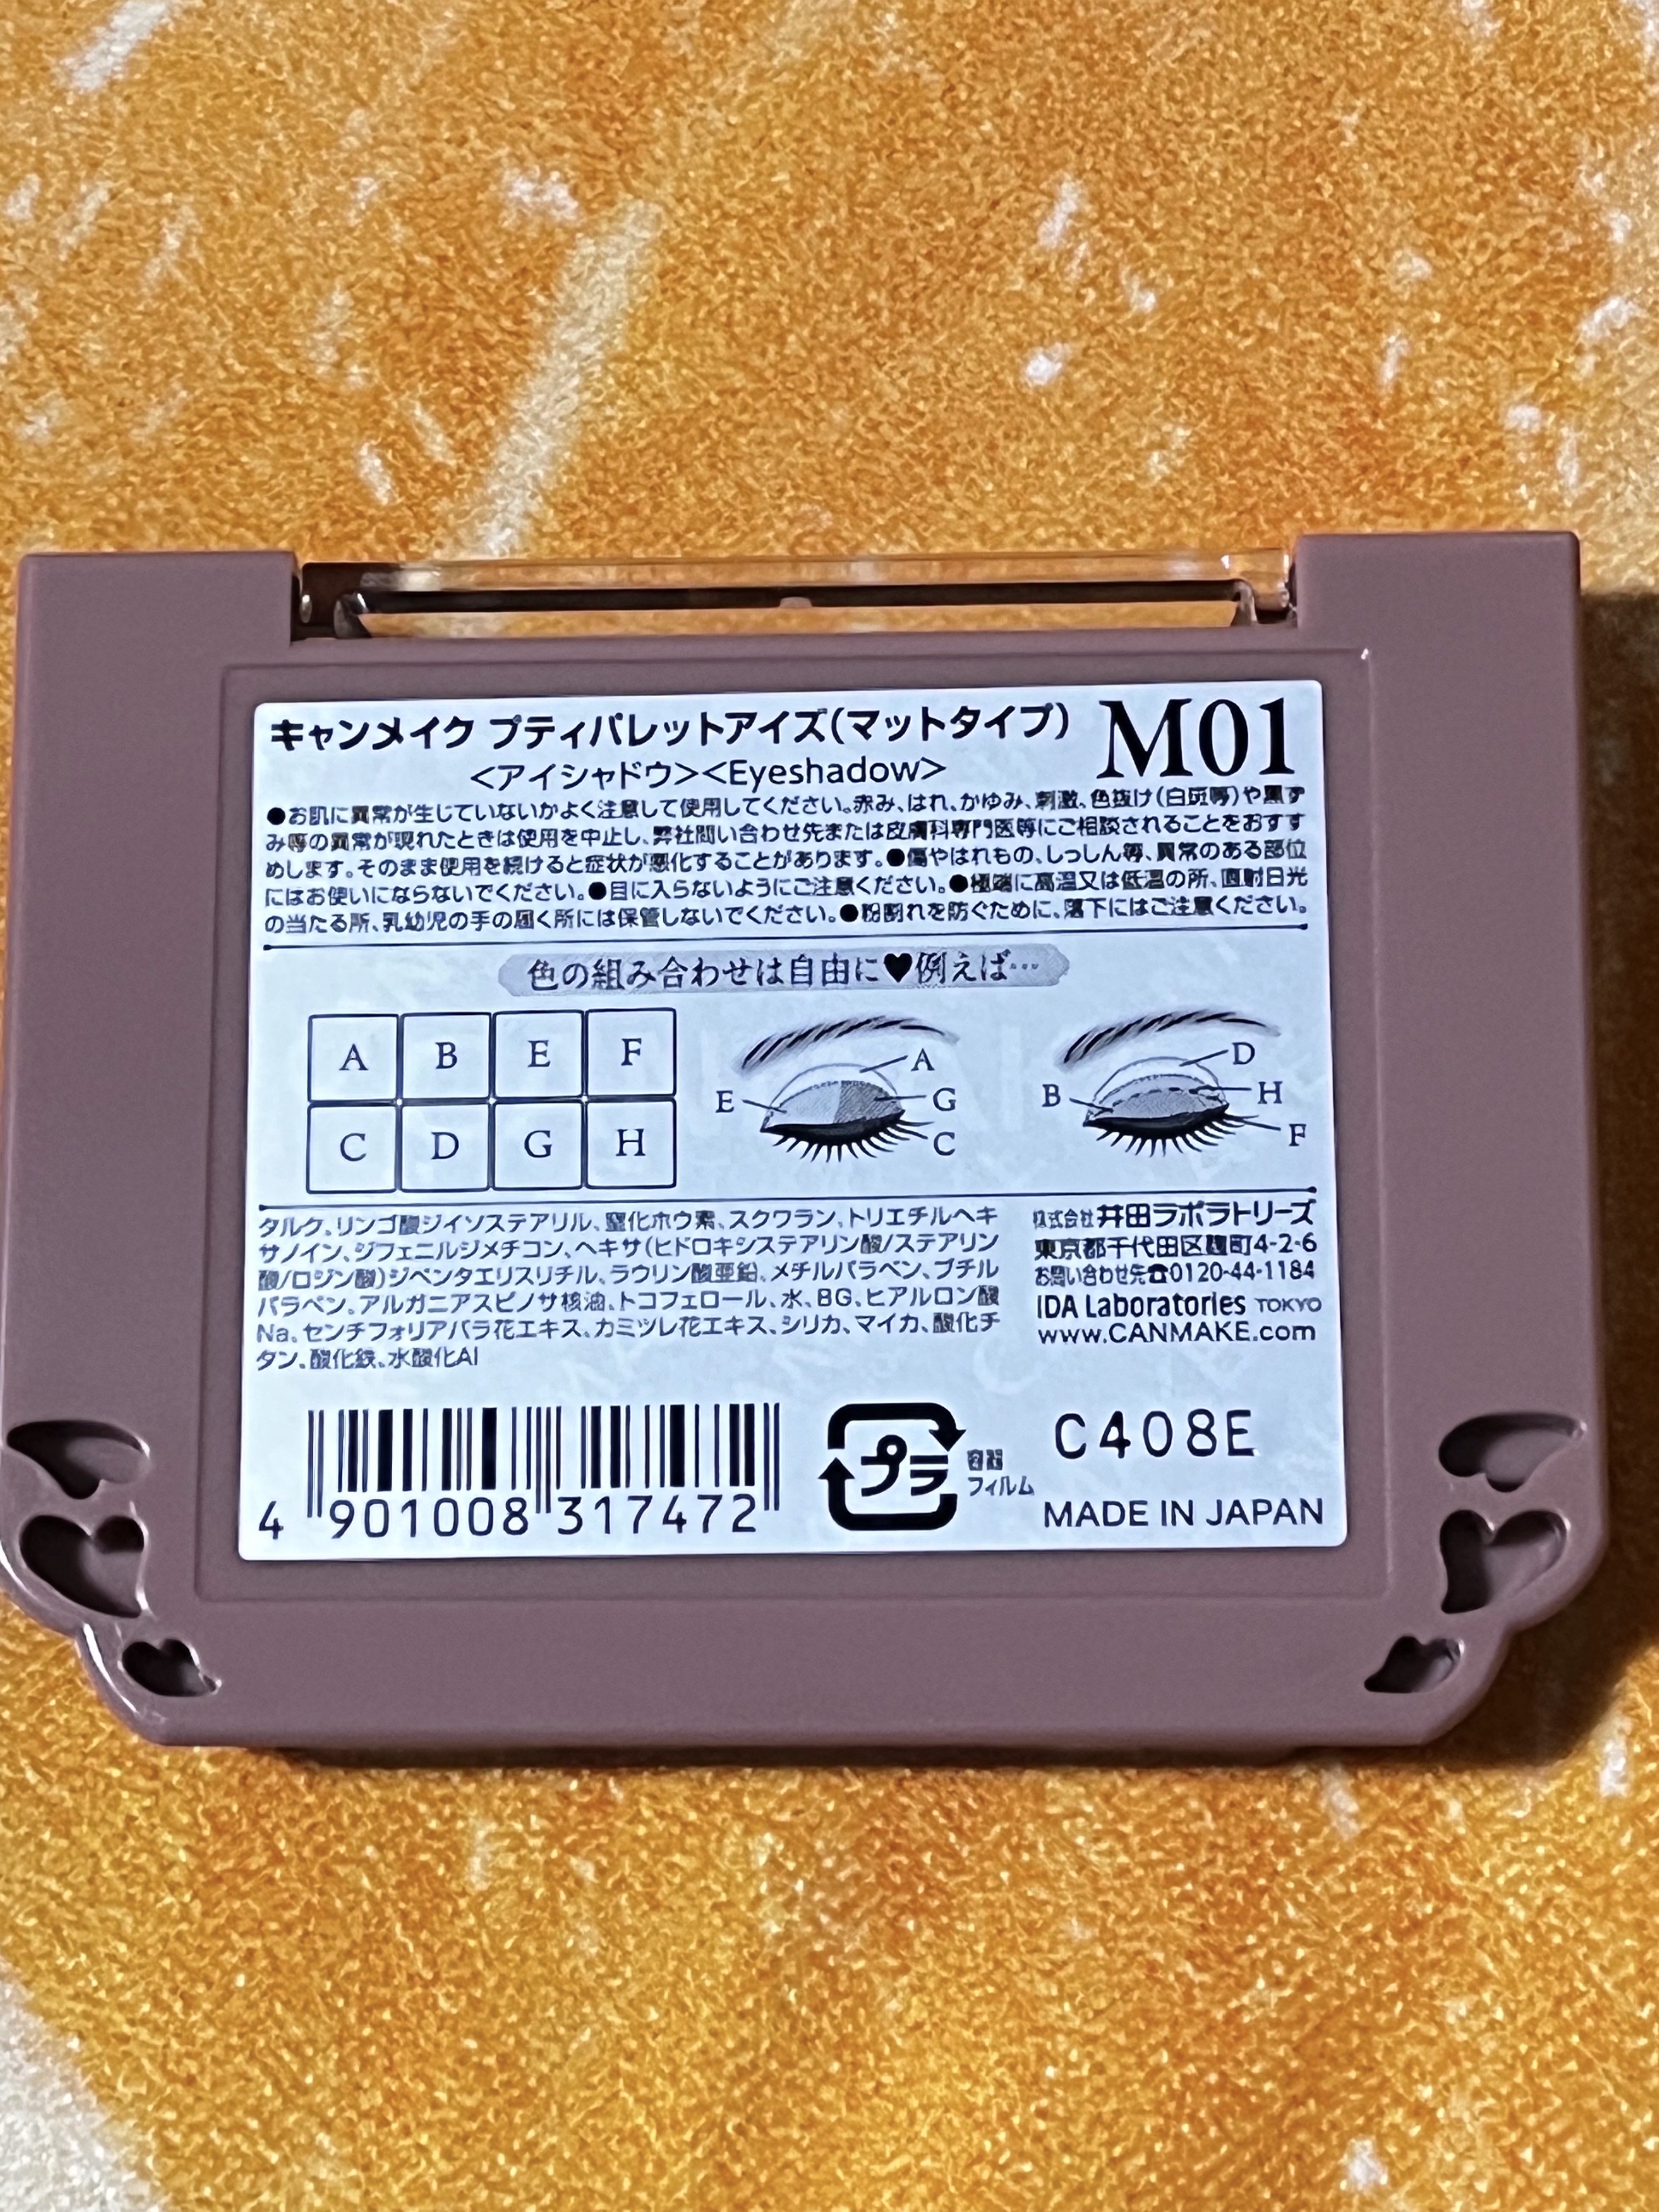 キャンメイク プティパレットアイズ(マットタイプ) M01
<アイシャドウ><Eyeshadow>
●お肌に異常が生じていないかよく注意して使用してください。赤み、はれ、かゆみ、刺激、色抜け(白斑等)や黒ず
み等の異常が現れたときは使用を中止し、弊社問い合わせ先または皮膚科専門医等にご相談されることをおすす
めします。そのまま使用を続けると症状が悪化することがあります。●傷やはれもの、しっしん等、異常のある部位
にはお使いにならないでください。●目に入らないようにご注意ください。●極端に高温又は低温の所、直射日光
の当たる所、乳幼児の手の届く所には保管しないでください。●粉割れを防ぐために、落下にはご注意ください。
色の組み合わせは自由に♥例えば…
A B E F
C D G H
A
E
G
C
D
B
H
F
タルク、リンゴ酸ジイソステアリル、窒化ホウ素、スクワラン、トリエチルヘキ
サノイン、ジフェニルジメチコン、ヘキサ(ヒドロキシステアリン酸/ステアリン
酸/ロジン酸)ジペンタエリスリチル、ラウリン酸亜鉛、メチルパラベン、ブチル
パラベン、アルガニアスピノサ核油、トコフェロール、水、BG、ヒアルロン酸
Na、センチフォリアバラ花エキス、カミツレ花エキス、シリカ、マイカ、酸化チ
タン、酸化鉄、水酸化Al
株式会社井田ラボラトリーズ
東京都千代田区麹町4-2-6
お問い合わせ先☎0120-44-1184
IDA Laboratories TOKYO
www.CANMAKE.com
4 901008 317472
プラ
容器
フィルム
C408E
MADE IN JAPAN